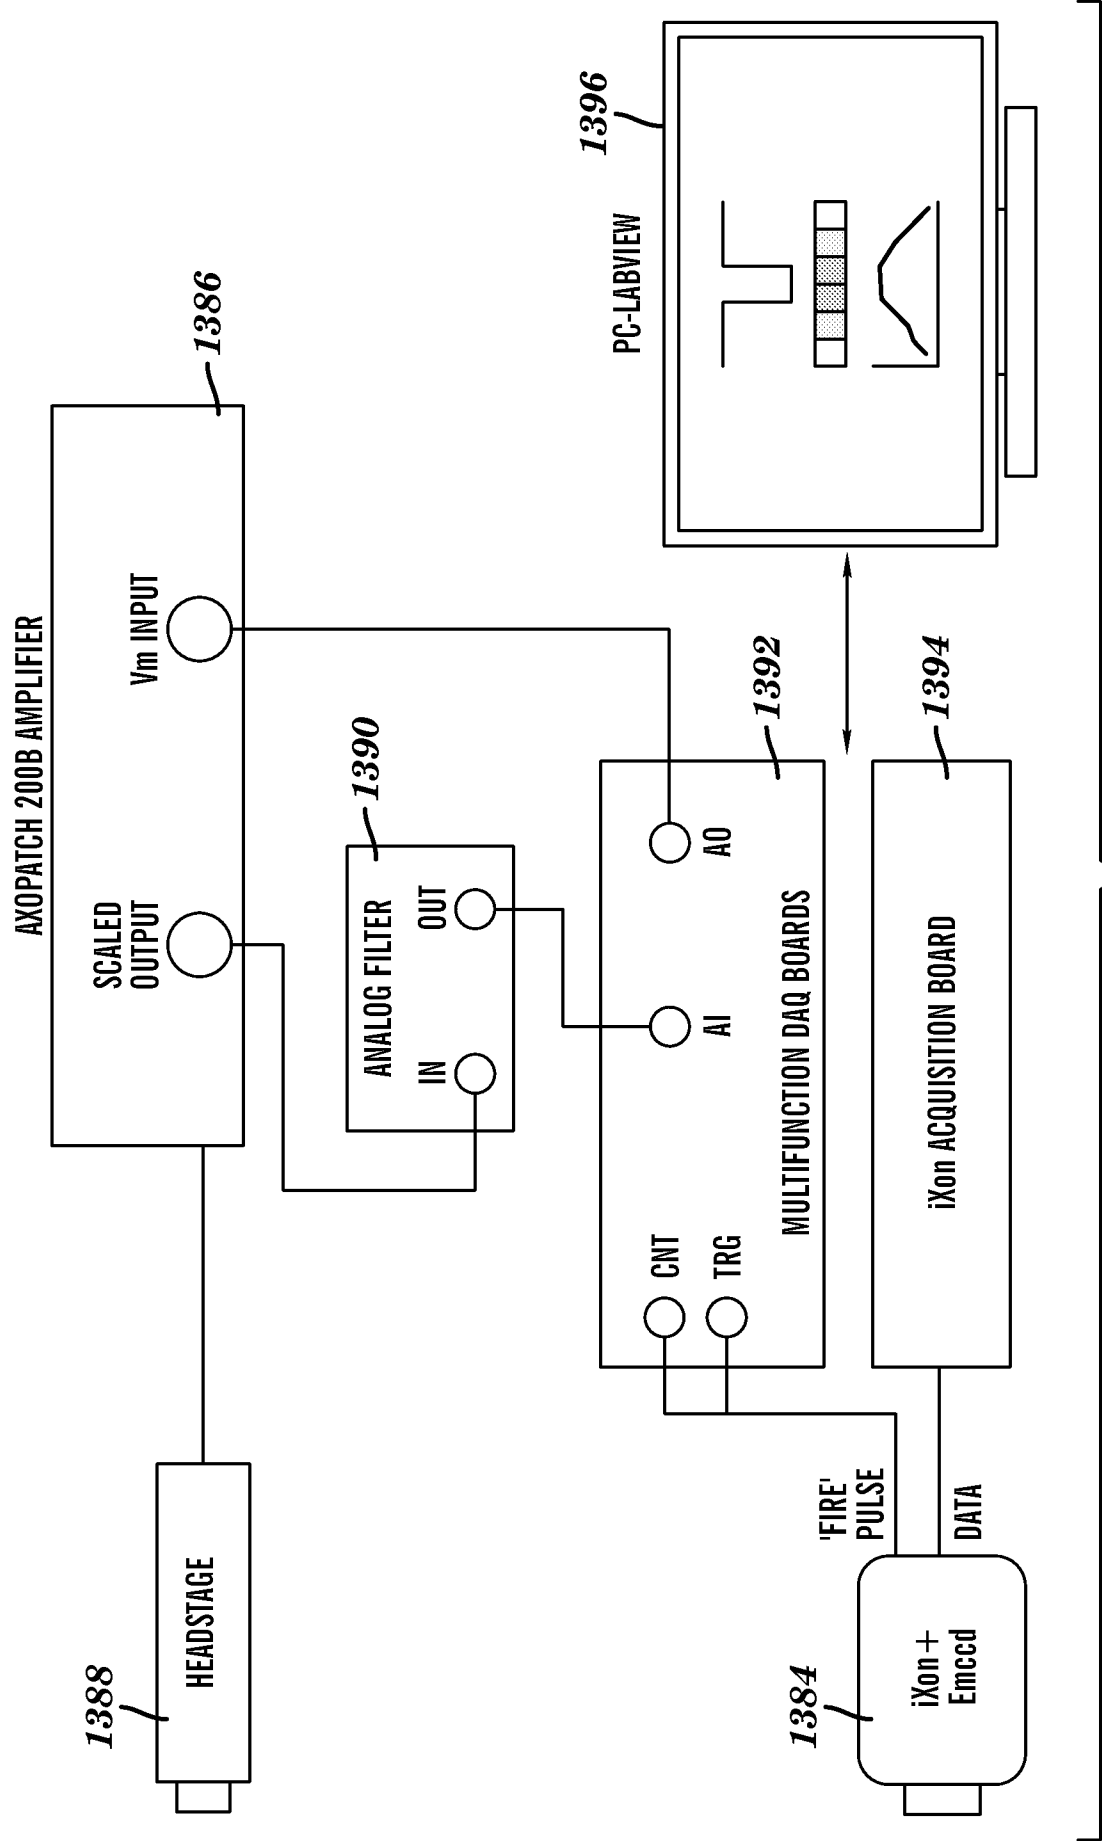 AXOPATCH 200B AMPLIFIER
1386
SCALED
OUTPUT
Vm INPUT
1388
HEADSTAGE
1390
ANALOG FILTER
IN
OUT
PC-LABVIEW
1396
1392
CNT
TRG
AI
AO
MULTIFUNCTION DAQ BOARDS
1394
iXon ACQUISITION BOARD
'FIRE'
PULSE
DATA
1384
iXon+
Emccd